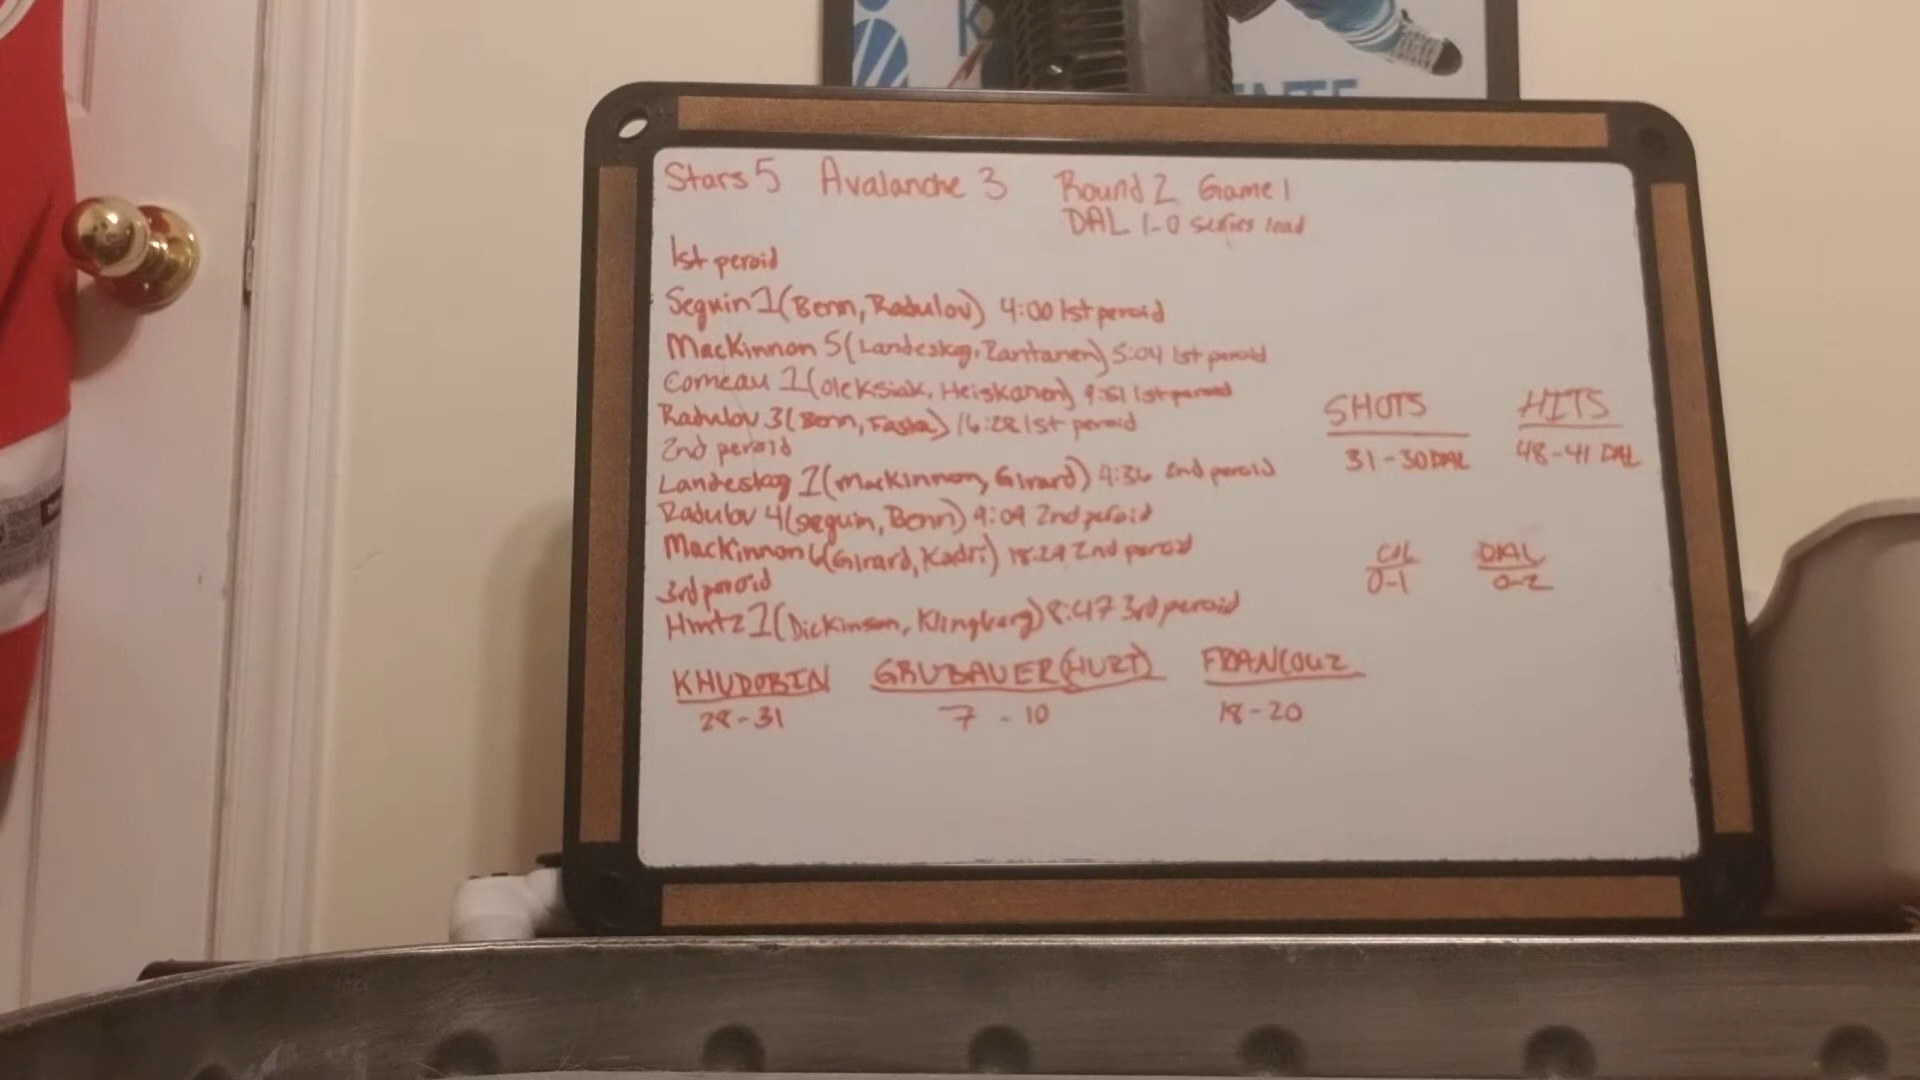 Stars 5 Avalanche 3 Round 2 Game 1
DAL 1-0 series lead
1st peroid
Seguin 1 (Benn, Radulov) 4:00 1st peroid
MacKinnon 5 (Landeskog, Rantanen) 5:04 1st peroid
Comeau 1 (Oleksiak, Heiskanen) 9:51 1st peroid
Radulov 3 (Benn, Faksa) 16:28 1st peroid
2nd peroid
Landeskog 1 (MacKinnon, Girard) 4:36 2nd peroid
Radulov 4 (Seguin, Benn) 9:09 2nd peroid
MacKinnon 6 (Girard, Kadri) 18:29 2nd peroid
3rd peroid
Hintz 1 (Dickinson, Klingberg) 8:47 3rd peroid
SHOTS HITS
31-30 DAL 48-41 DAL
COL DAL
0-1 0-2
KHUDOBIN GRUBAUER (HURT) FRANCOUZ
28-31 7-10 18-20